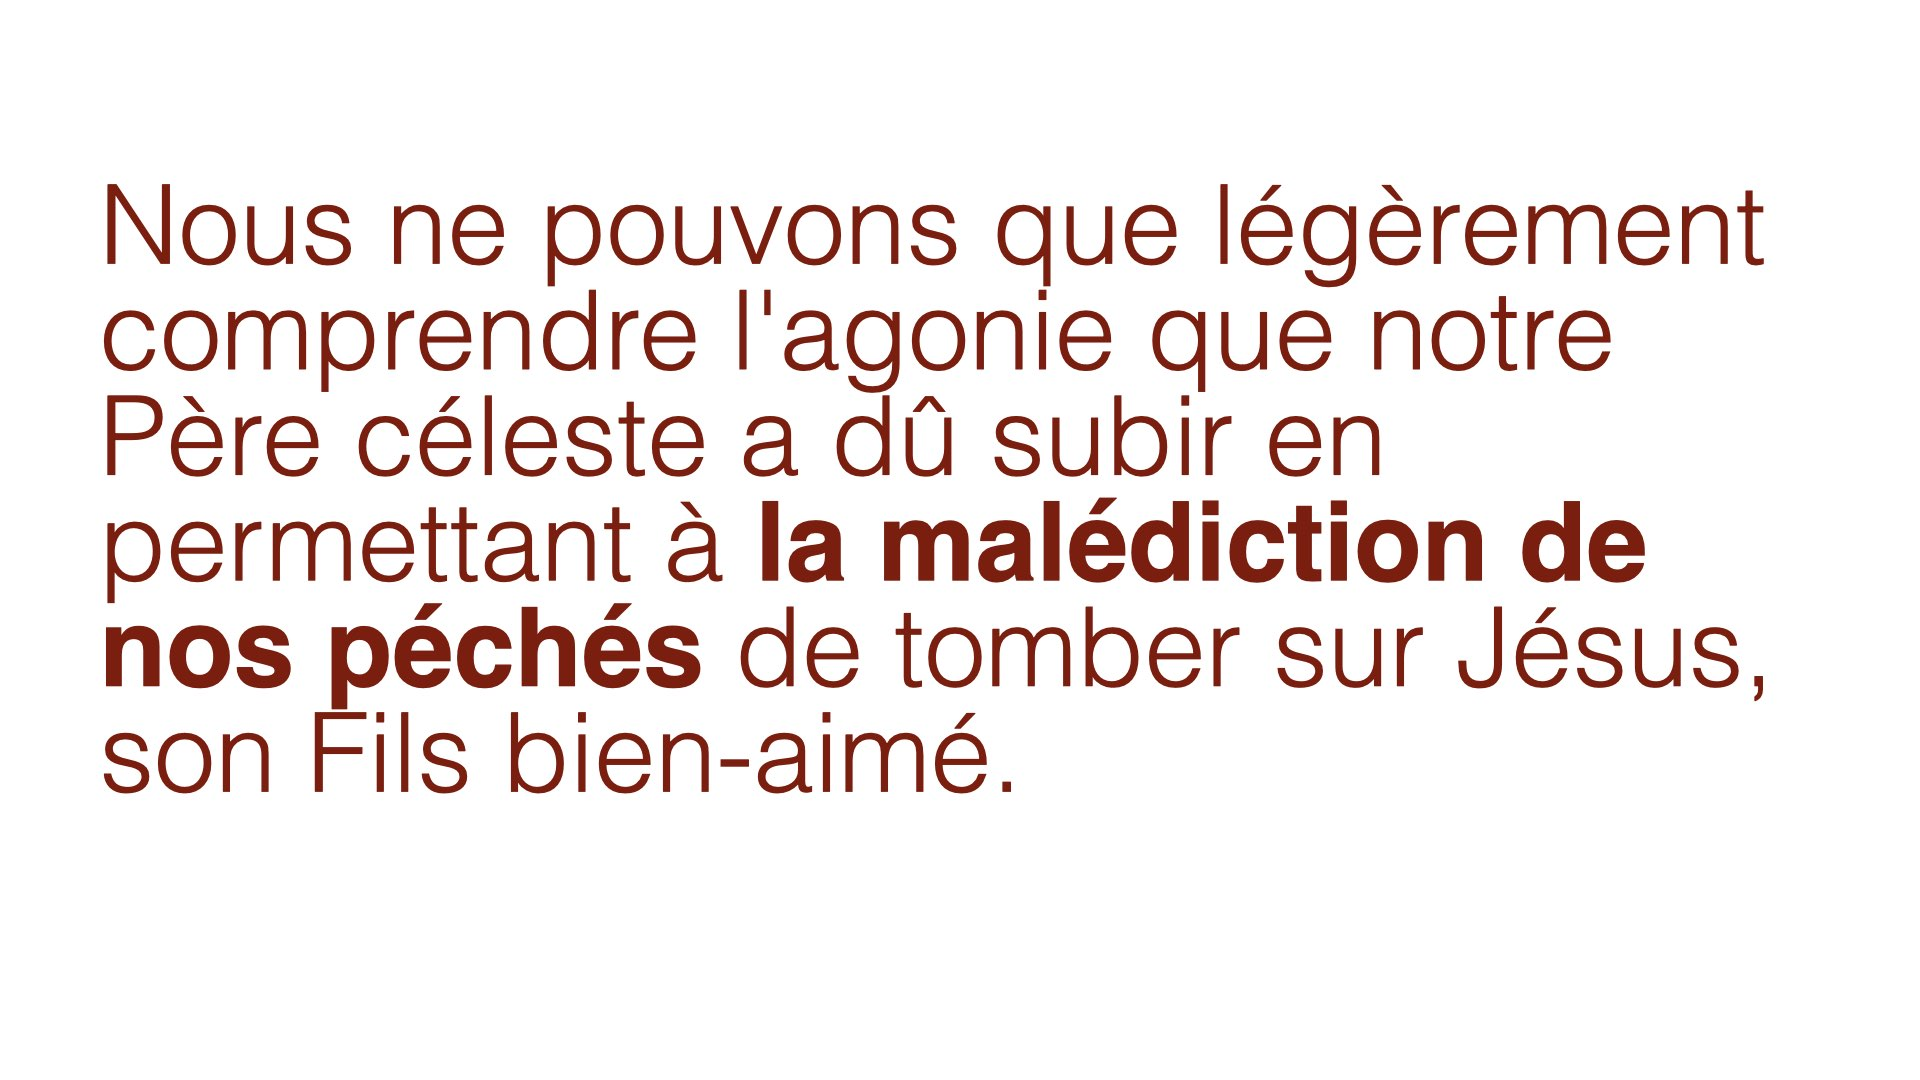 Nous ne pouvons que légèrement
comprendre l'agonie que notre
Père céleste a dû subir en
permettant à la malédiction de
nos péchés de tomber sur Jésus,
son Fils bien-aimé.